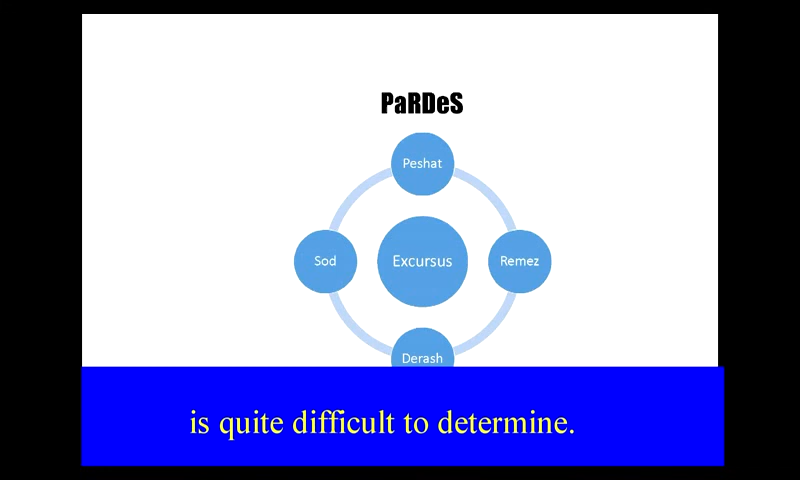 PaRDeS
Peshat
Sod
Excursus
Remez
Derash
is quite difficult to determine.